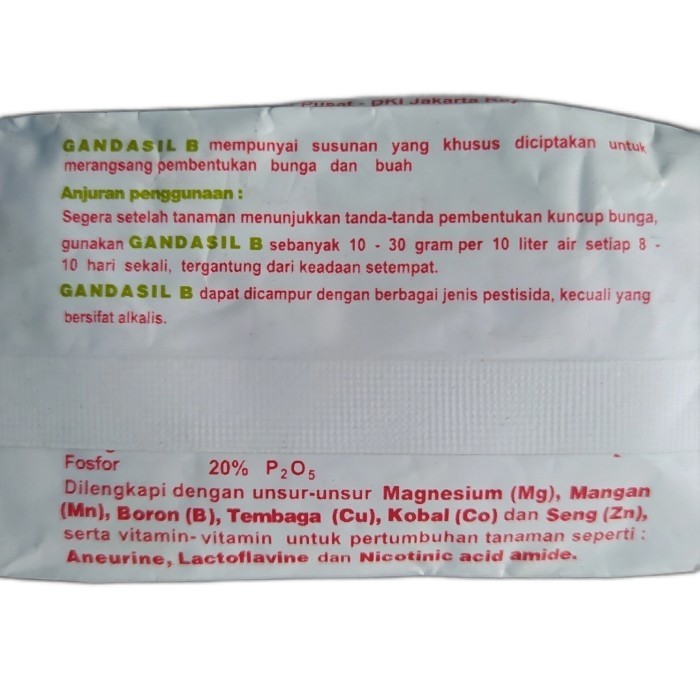 Pusat - DKI Jakarta
GANDASIL B mempunyai susunan yang khusus diciptakan untuk
merangsang pembentukan bunga dan buah
Anjuran penggunaan :
Segera setelah tanaman menunjukkan tanda-tanda pembentukan kuncup bunga,
gunakan GANDASIL B sebanyak 10 - 30 gram per 10 liter air setiap 8 -
10 hari sekali, tergantung dari keadaan setempat.
GANDASIL B dapat dicampur dengan berbagai jenis pestisida, kecuali yang
bersifat alkalis.
Fosfor 20% P₂O₅
Dilengkapi dengan unsur-unsur Magnesium (Mg), Mangan
(Mn), Boron (B), Tembaga (Cu), Kobal (Co) dan Seng (Zn),
serta vitamin-vitamin untuk pertumbuhan tanaman seperti :
Aneurine, Lactoflavine dan Nicotinic acid amide.